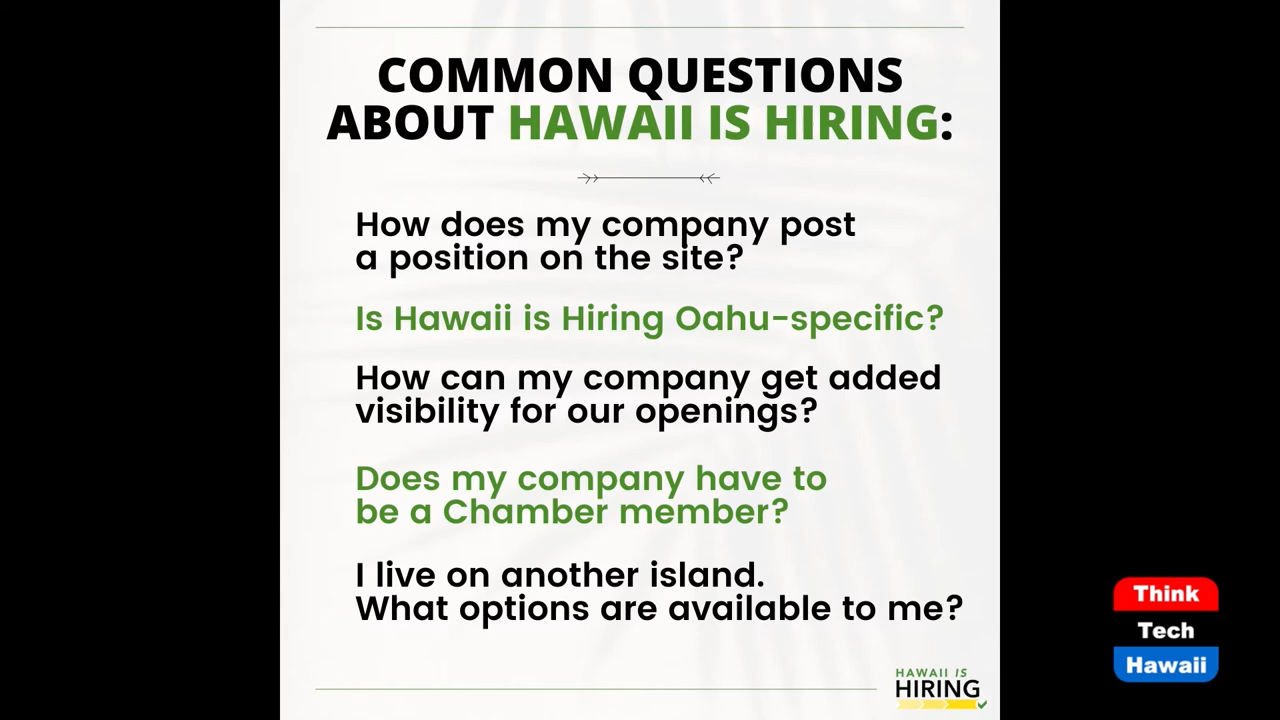 COMMON QUESTIONS
ABOUT HAWAII IS HIRING:
How does my company post
a position on the site?
Is Hawaii is Hiring Oahu-specific?
How can my company get added
visibility for our openings?
Does my company have to
be a Chamber member?
I live on another island.
What options are available to me?
HAWAII IS
HIRING
Think
Tech
Hawaii